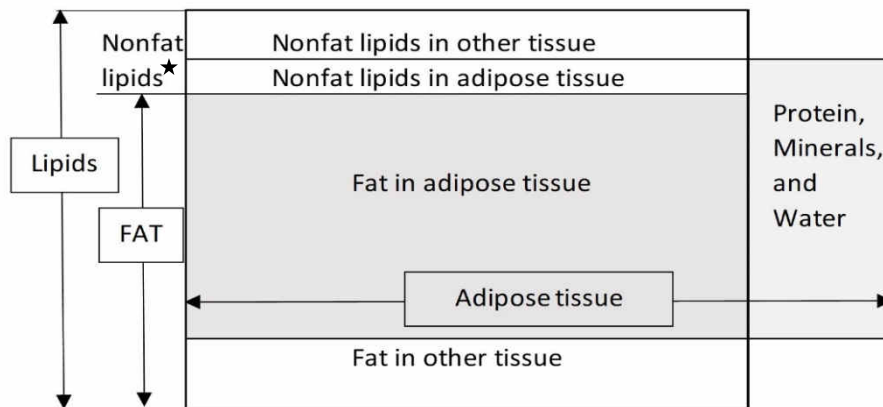 Nonfat
lipids★
Nonfat lipids in other tissue
Nonfat lipids in adipose tissue
Lipids
FAT
Fat in adipose tissue
Protein,
Minerals,
and
Water
Adipose tissue
Fat in other tissue